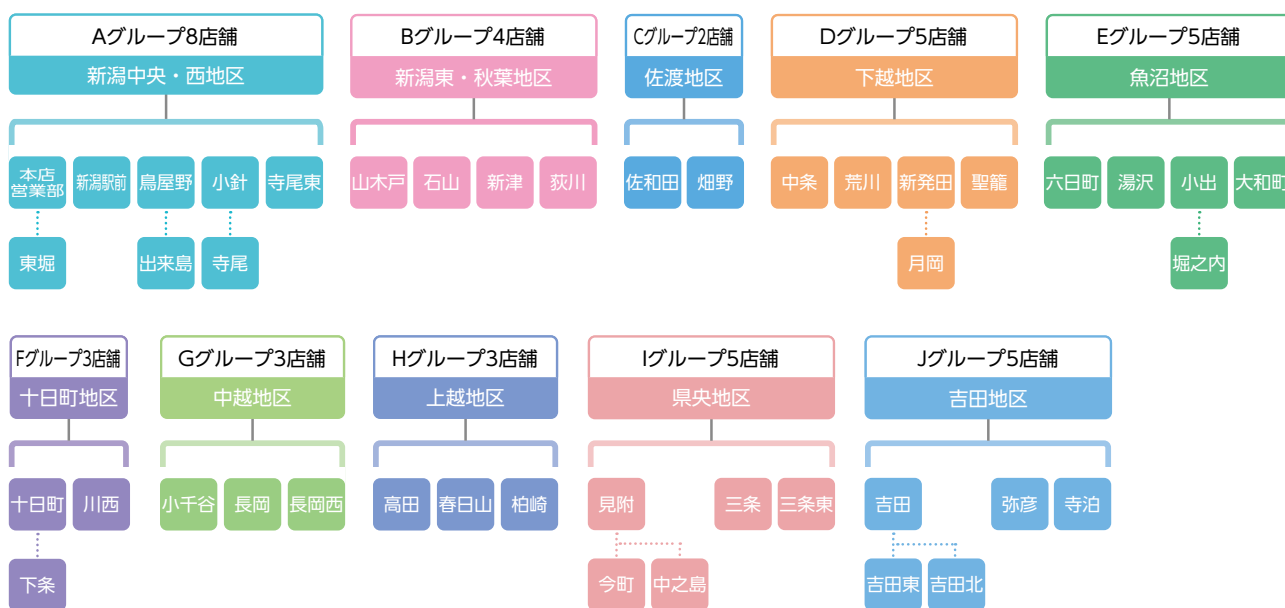 Aグループ8店舗
新潟中央・西地区
本店
営業部
新潟駅前
鳥屋野
小針
寺尾東
東堀
出来島
寺尾
Bグループ4店舗
新潟東・秋葉地区
山木戸
石山
新津
荻川
Cグループ2店舗
佐渡地区
佐和田
畑野
Dグループ5店舗
下越地区
中条
荒川
新発田
聖籠
月岡
Eグループ5店舗
魚沼地区
六日町
湯沢
小出
大和町
堀之内
Fグループ3店舗
十日町地区
十日町
川西
下条
Gグループ3店舗
中越地区
小千谷
長岡
長岡西
Hグループ3店舗
上越地区
高田
春日山
柏崎
Iグループ5店舗
県央地区
見附
三条
三条東
今町
中之島
Jグループ5店舗
吉田地区
吉田
弥彦
寺泊
吉田東
吉田北